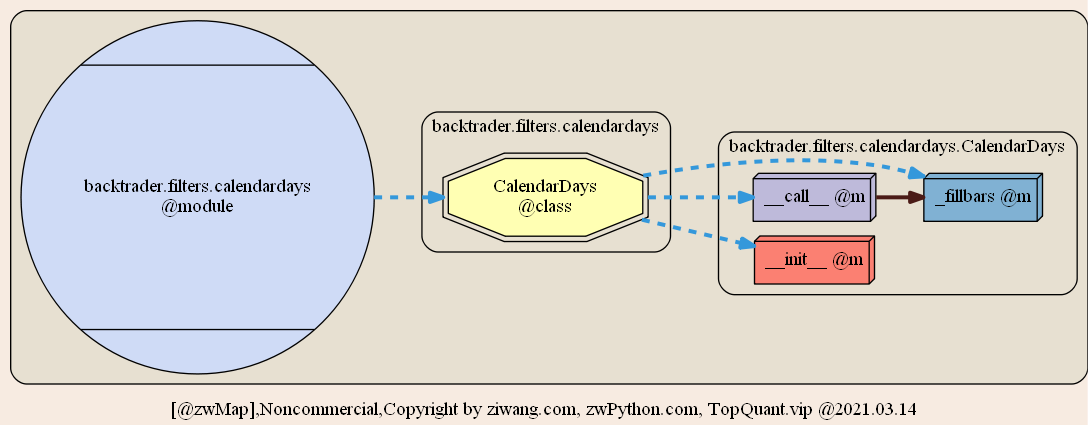 backtrader.filters.calendardays
@module
backtrader.filters.calendardays
CalendarDays
@class
backtrader.filters.calendardays.CalendarDays
__call__ @m
_fillbars @m
__init__ @m
[@zwMap],Noncommercial,Copyright by ziwang.com, zwPython.com, TopQuant.vip @2021.03.14